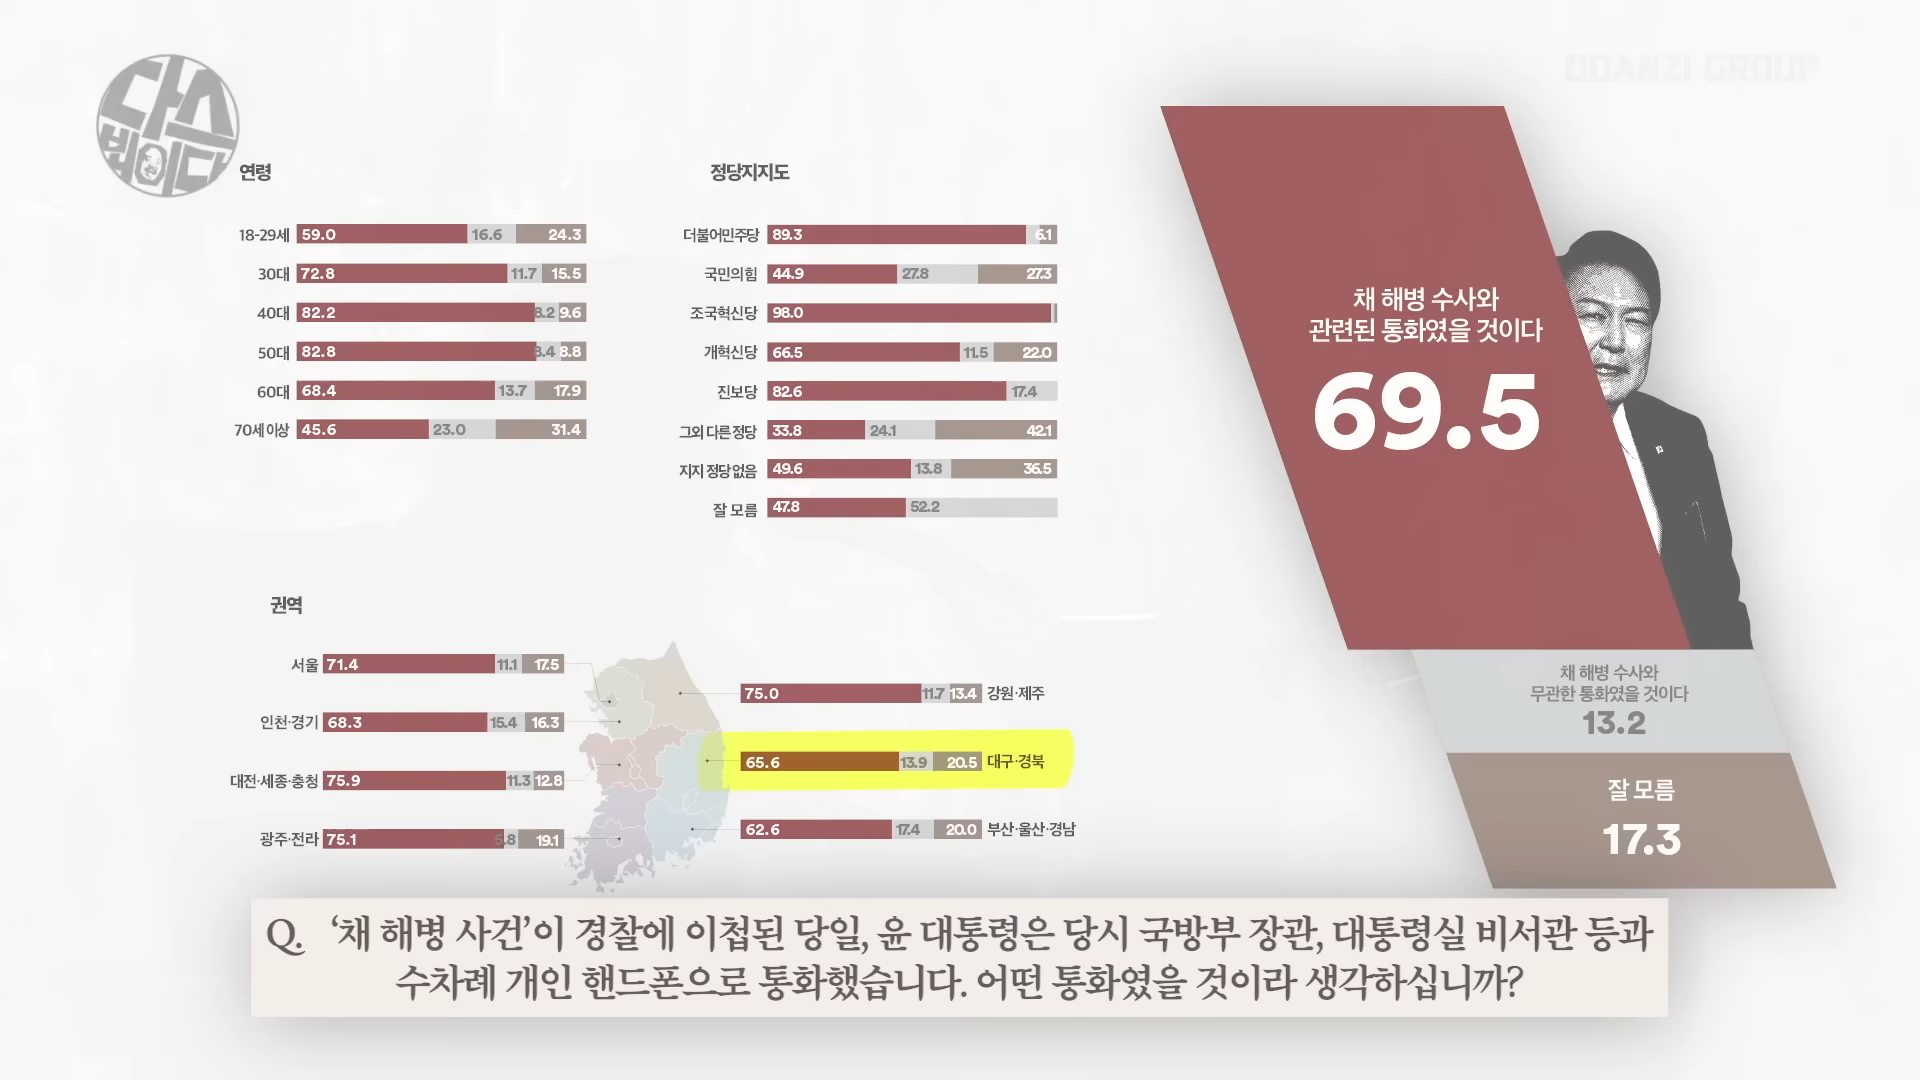 다스
뵈이다
DDANZI GROUP
연령
18-29세 59.0 16.6 24.3
30대 72.8 11.7 15.5
40대 82.2 8.2 9.6
50대 82.8 8.4 8.8
60대 68.4 13.7 17.9
70세 이상 45.6 23.0 31.4
정당지지도
더불어민주당 89.3 6.1
국민의힘 44.9 27.8 27.3
조국혁신당 98.0
개혁신당 66.5 11.5 22.0
진보당 82.6 17.4
그외 다른 정당 33.8 24.1 42.1
지지 정당 없음 49.6 13.8 36.5
잘 모름 47.8 52.2
권역
서울 71.4 11.1 17.5
인천·경기 68.3 15.4 16.3
대전·세종·충청 75.9 11.3 12.8
광주·전라 75.1 5.8 19.1
75.0 11.7 13.4 강원·제주
65.6 13.9 20.5 대구·경북
62.6 17.4 20.0 부산·울산·경남
채 해병 수사와
관련된 통화였을 것이다
69.5
채 해병 수사와
무관한 통화였을 것이다
13.2
잘 모름
17.3
Q. ‘채 해병 사건’이 경찰에 이첩된 당일, 윤 대통령은 당시 국방부 장관, 대통령실 비서관 등과
수차례 개인 핸드폰으로 통화했습니다. 어떤 통화였을 것이라 생각하십니까?